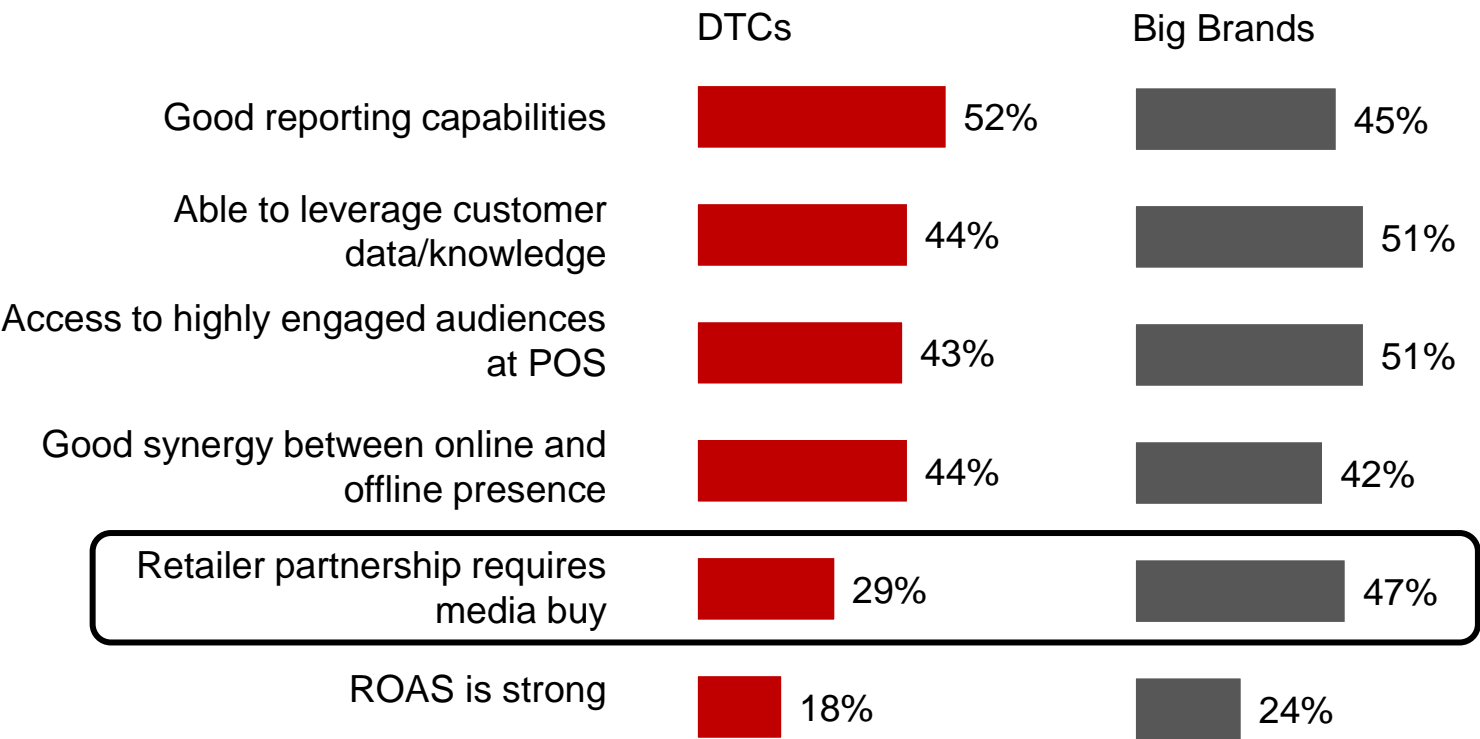 DTCs Big Brands
Good reporting capabilities 52% 45%
Able to leverage customer
data/knowledge 44% 51%
Access to highly engaged audiences
at POS 43% 51%
Good synergy between online and
offline presence 44% 42%
Retailer partnership requires
media buy 29% 47%
ROAS is strong 18% 24%